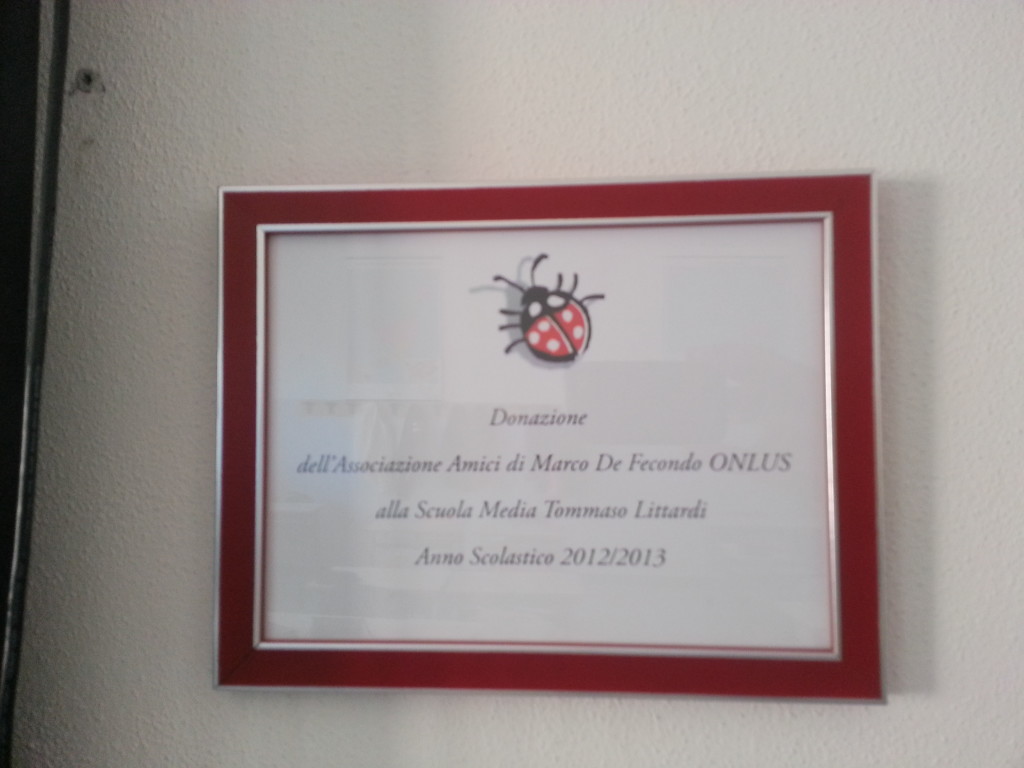 Donazione
dell'Associazione Amici di Marco De Fecondo ONLUS
alla Scuola Media Tommaso Littardi
Anno Scolastico 2012/2013